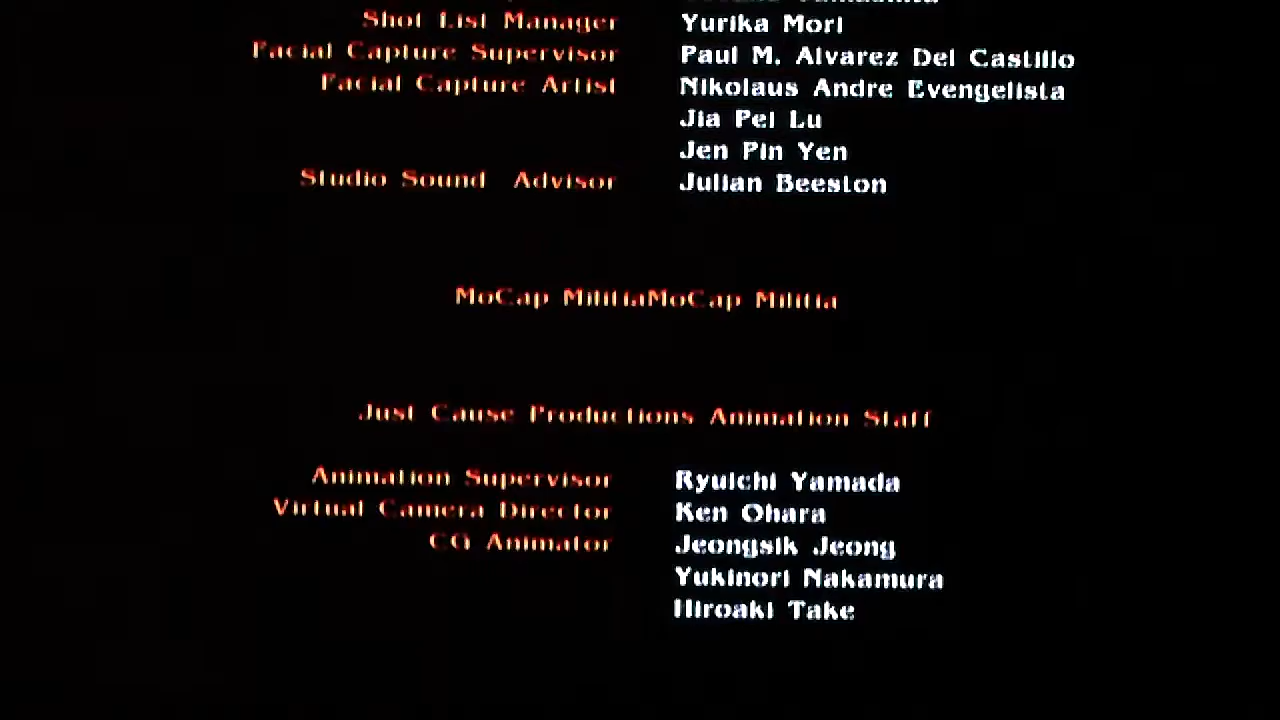 Shot List Manager Yurika Mori
Facial Capture Supervisor Paul M. Alvarez Del Castillo
Facial Capture Artist Nikolaus Andre Evengelista
Jia Pei Lu
Jen Pin Yen
Studio Sound Advisor Julian Beeston
MoCap MilitiaMoCap Militia
Just Cause Productions Animation Staff
Animation Supervisor Ryuichi Yamada
Virtual Camera Director Ken Ohara
CG Animator Jeongsik Jeong
Yukinori Nakamura
Hiroaki Take